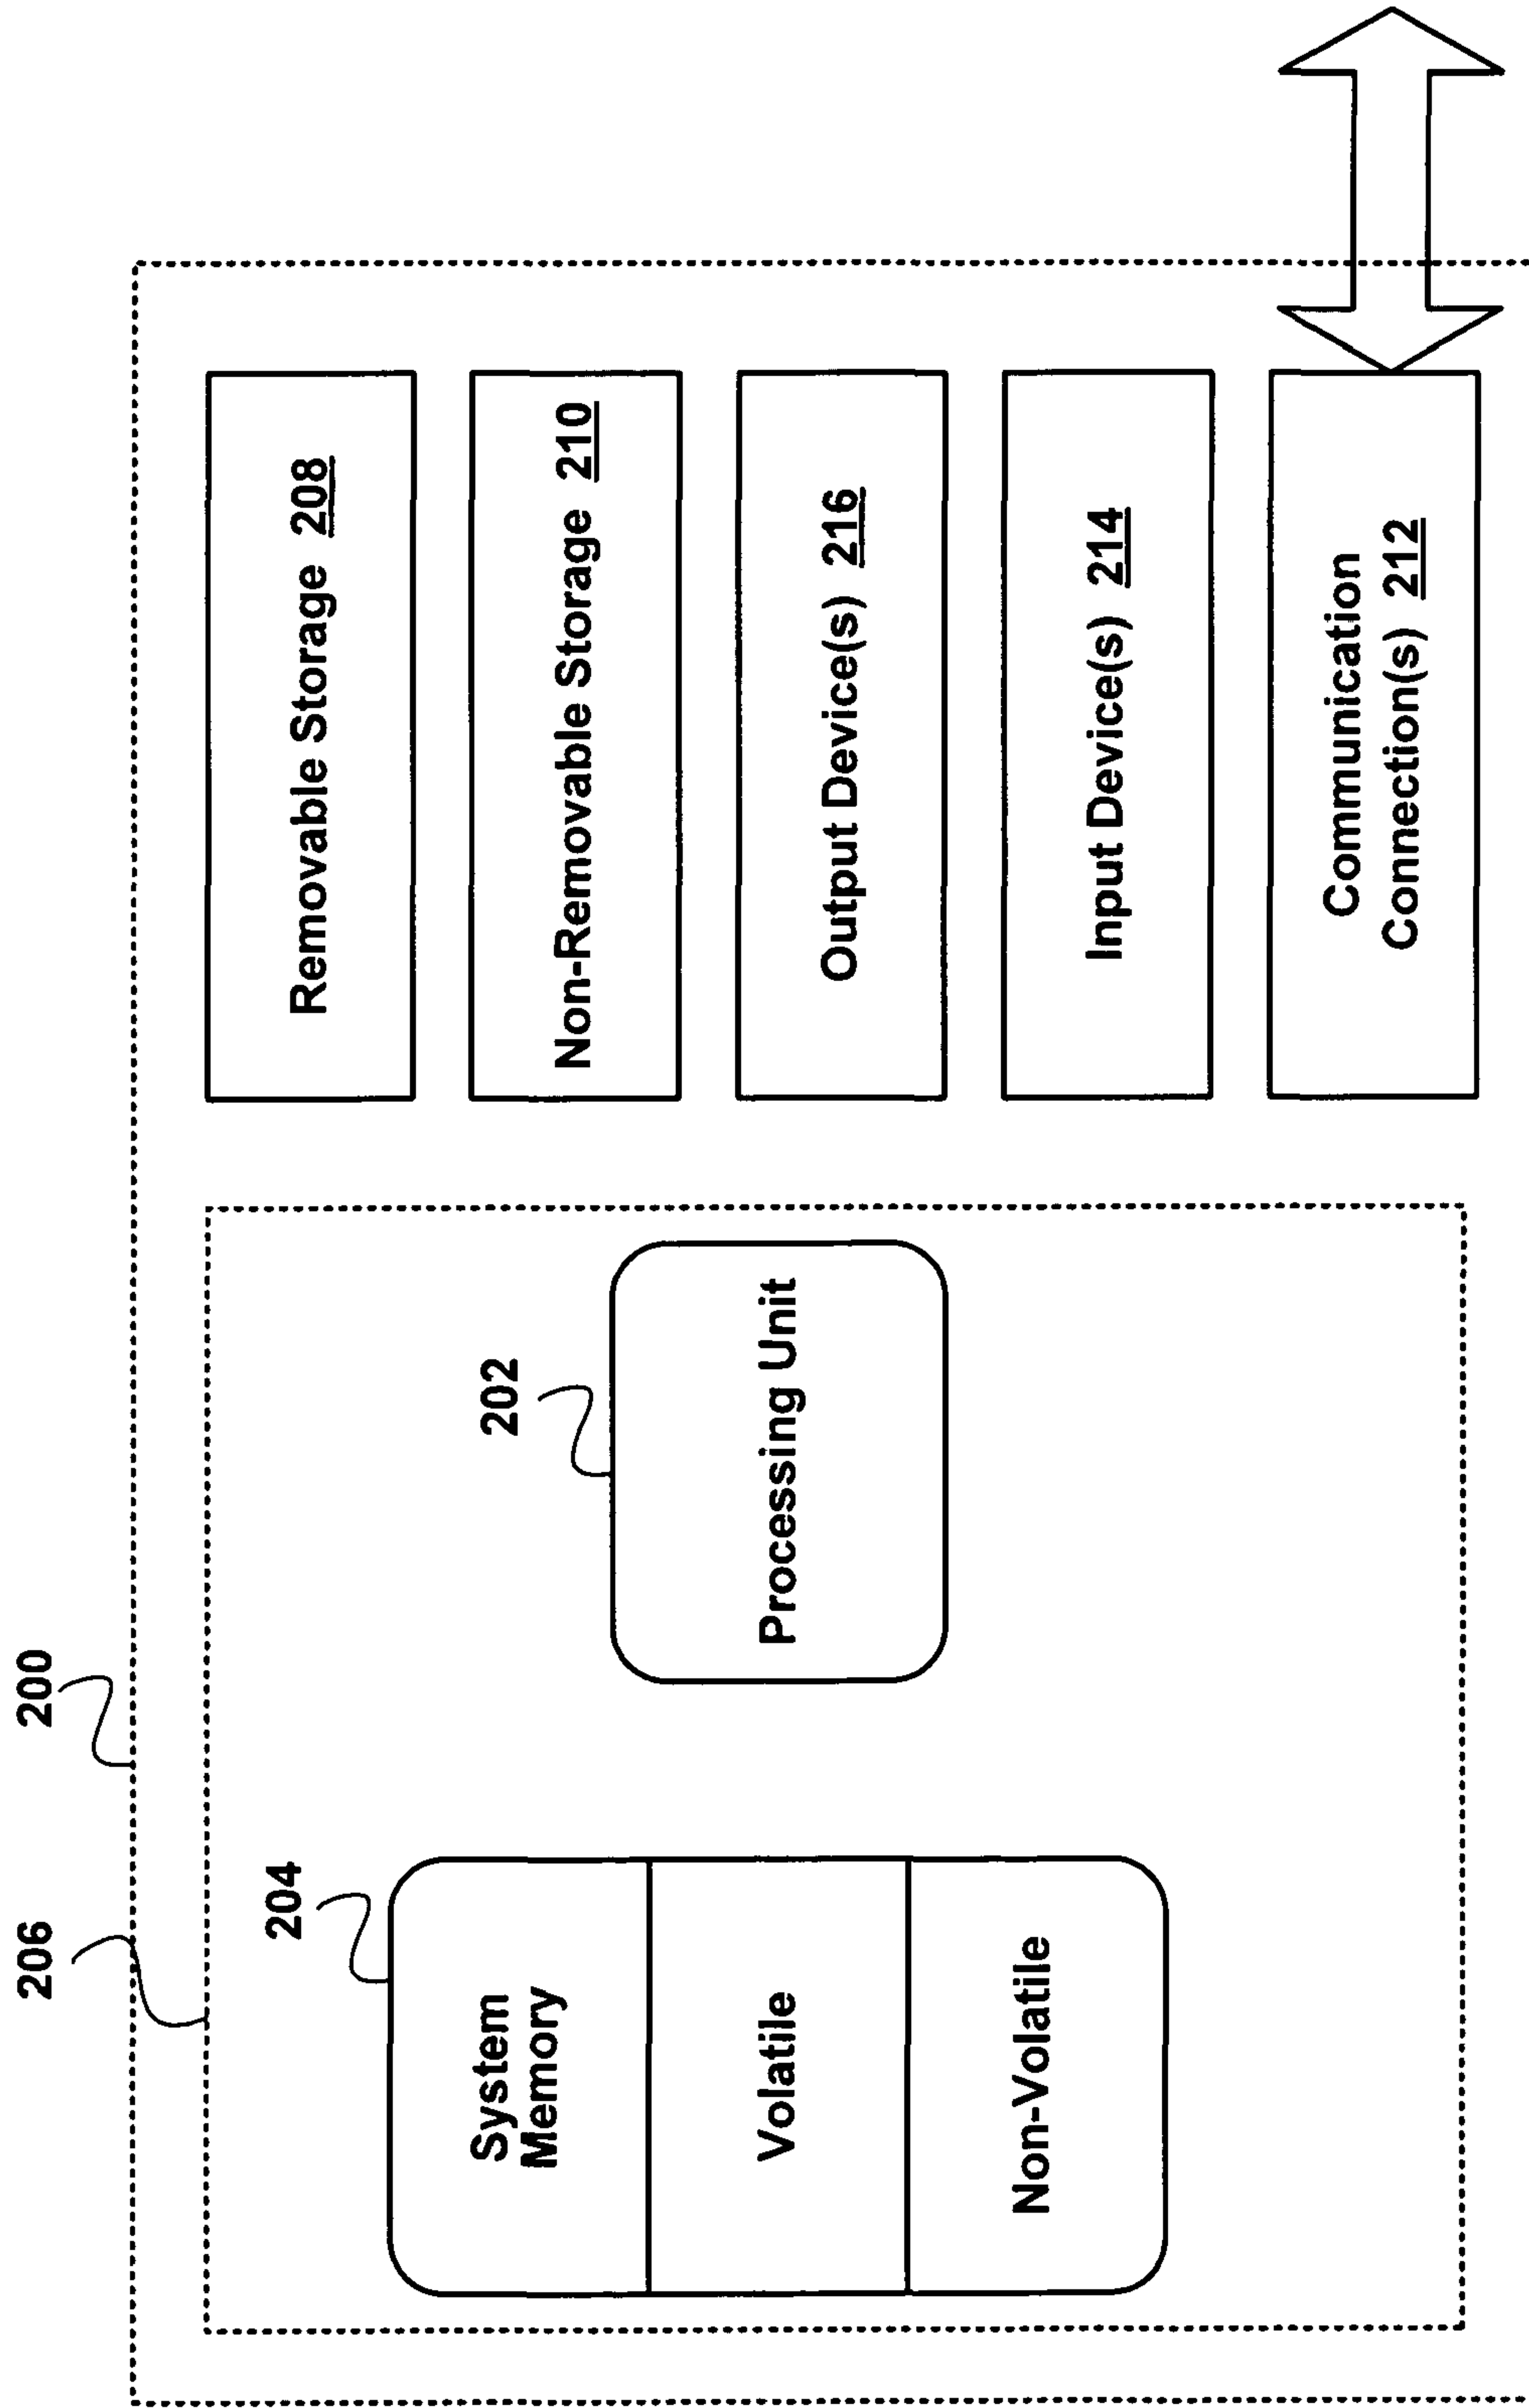 200
206
204
System
Memory
Volatile
Non-Volatile
202
Processing Unit
Removable Storage 208
Non-Removable Storage 210
Output Device(s) 216
Input Device(s) 214
Communication
Connection(s) 212